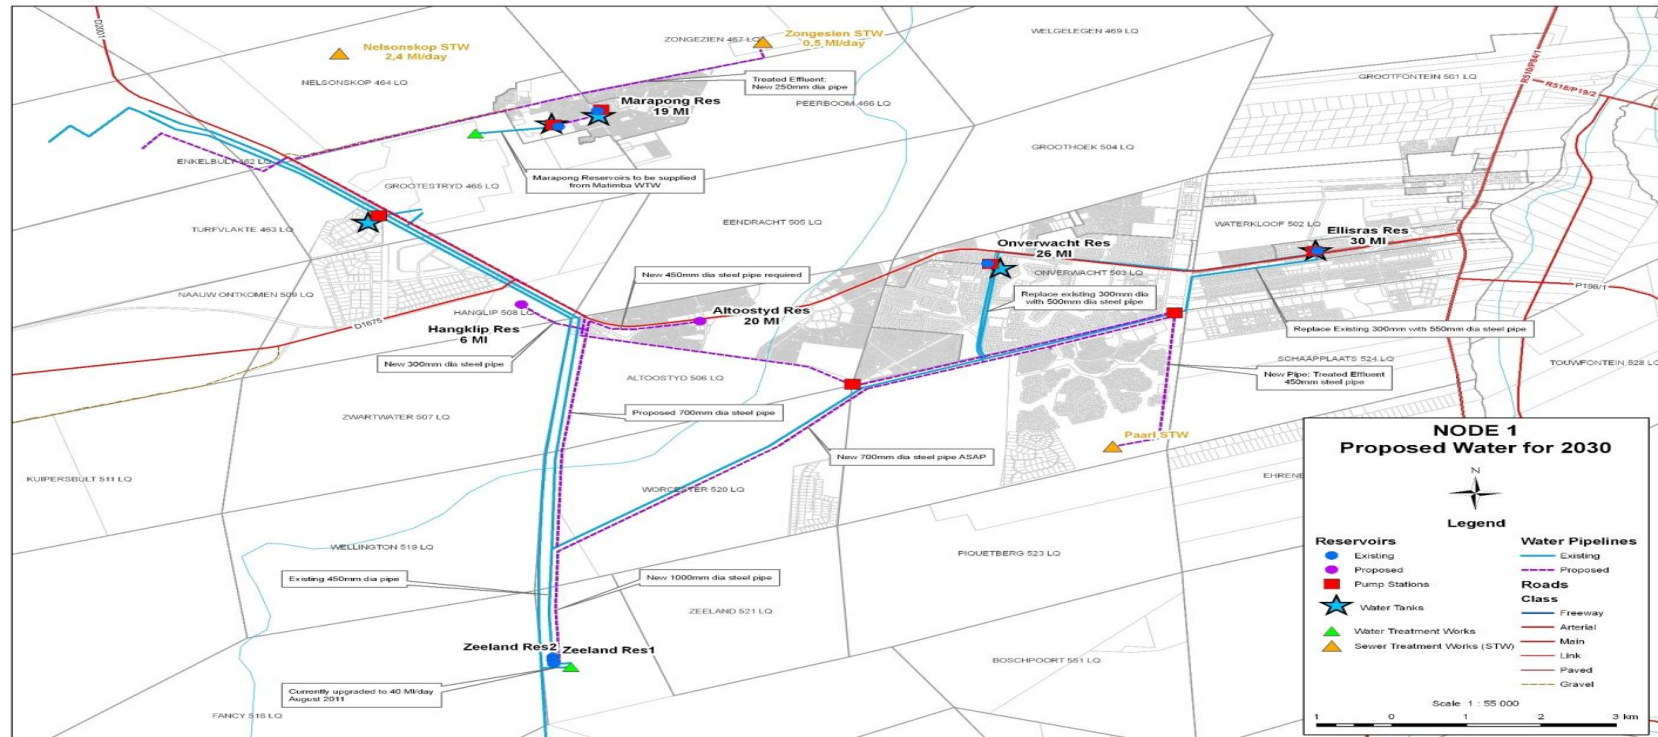 D2001
Nelsonskop STW
2,4 Ml/day
NELSONSKOP 464 LQ
ZONGEZIEN 467 LQ
Zongesien STW
0,5 Ml/day
WELGELEGEN 469 LQ
R510/P84/1
R518/P19/2
GROOTFONTEIN 501 LQ
Treated Effluent:
New 250mm dia pipe
PEERBOOM 466 LQ
Marapong Res
19 Ml
ENKELBULT 462 LQ
GROOTESTRYD 465 LQ
Marapong Reservoirs to be supplied
from Matimba WTW
GROOTHOEK 504 LQ
TURFVLAKTE 463 LQ
EENDRACHT 505 LQ
WATERKLOOF 502 LQ
Ellisras Res
30 Ml
Onverwacht Res
26 Ml
ONVERWACHT 503 LQ
New 450mm dia steel pipe required
Replace existing 300mm dia
with 500mm dia steel pipe
P198/1
NAAUW ONTKOMEN 509 LQ
HANGLIP 508 LQ
D1675
Hangklip Res
6 Ml
Altoostyd Res
20 Ml
Replace Existing 300mm with 550mm dia steel pipe
New 300mm dia steel pipe
SCHAAPPLAATS 524 LQ
TOUWFONTEIN 528 LQ
ALTOOSTYD 506 LQ
New Pipe: Treated Effluent
450mm steel pipe
ZWARTWATER 507 LQ
Proposed 700mm dia steel pipe
Paarl STW
New 700mm dia steel pipe ASAP
KUIPERSBULT 511 LQ
WORCESTER 520 LQ
WELLINGTON 519 LQ
PIQUETBERG 523 LQ
Existing 450mm dia pipe
New 1000mm dia steel pipe
ZEELAND 521 LQ
Zeeland Res2
Zeeland Res1
BOSCHPOORT 551 LQ
Currently upgraded to 40 Ml/day
August 2011
FANCY 518 LQ
NODE 1
Proposed Water for 2030
N
Legend
Reservoirs
Existing
Proposed
Pump Stations
Water Tanks
Water Treatment Works
Sewer Treatment Works (STW)
Water Pipelines
Existing
Proposed
Roads
Class
Freeway
Arterial
Main
Link
Paved
Gravel
Scale 1 : 55 000
1 0 1 2 3 km